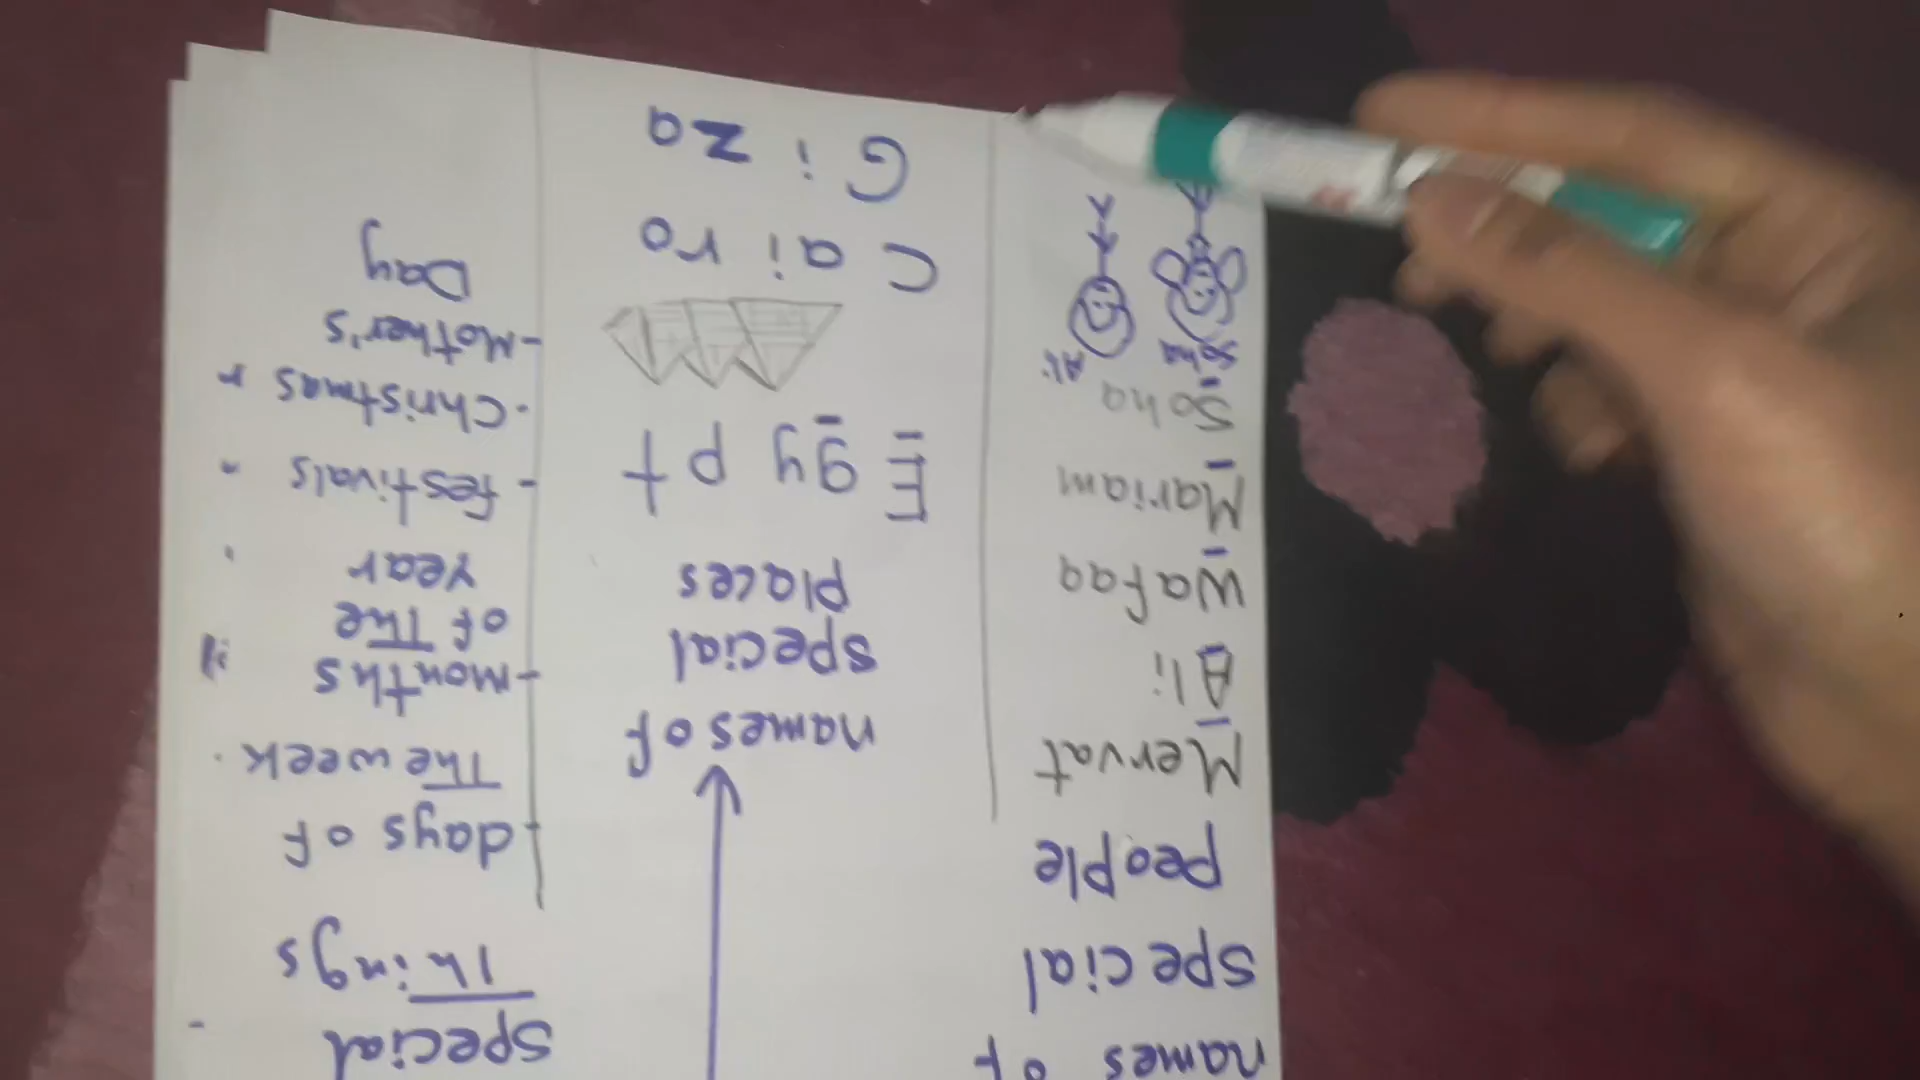 names of
special
people
Mervat
Ali
Wafaa
Mariam
Soha
Soha
Ali
names of
special
places
Egypt
Cairo
Giza
special
Things
- days of
The week
- Months
of The
year
- festivals
- Christmas
- Mother's
Day